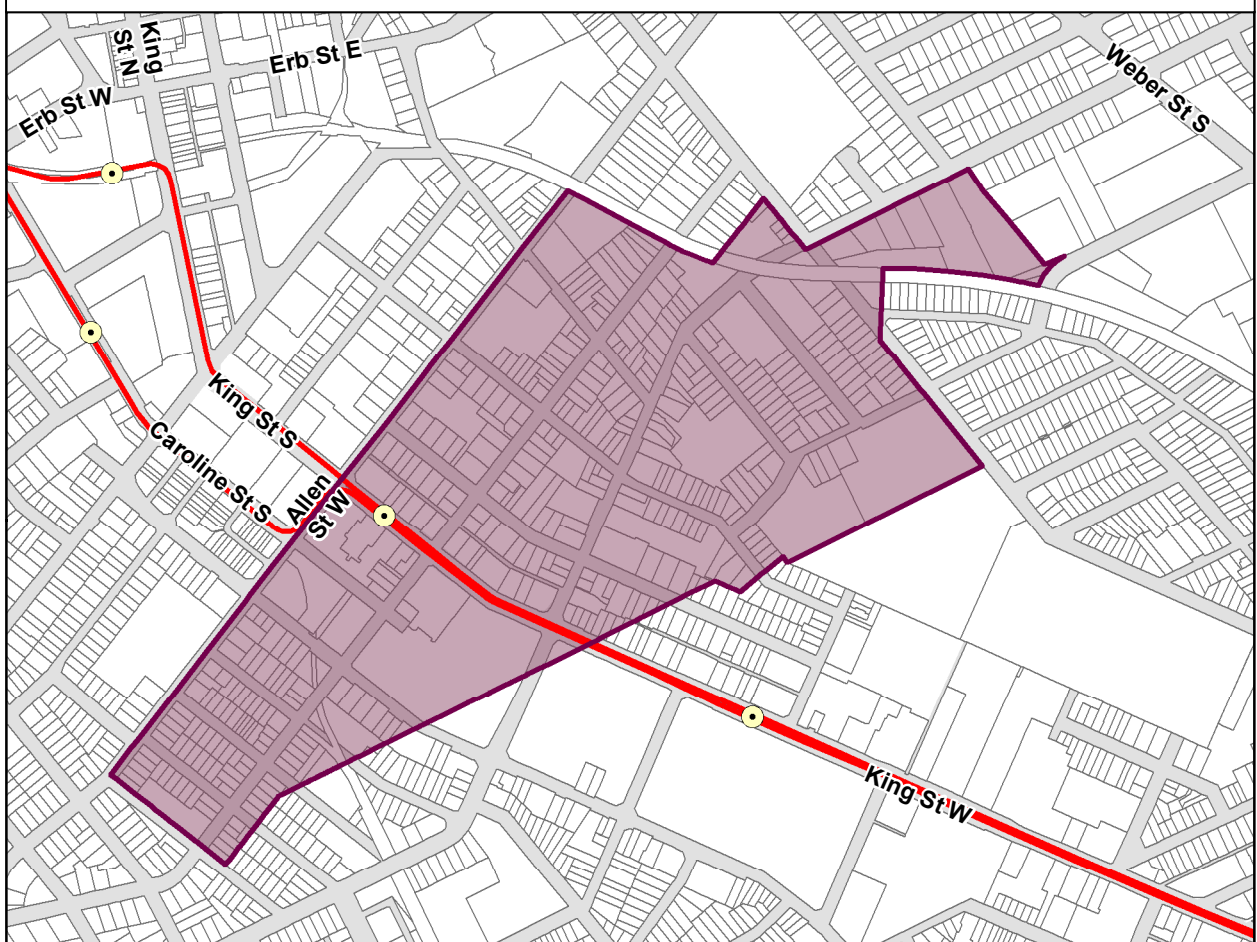 King
St N
Erb St E
Weber St S
Erb St W
King St S
Caroline St S
Allen
St W
King St W